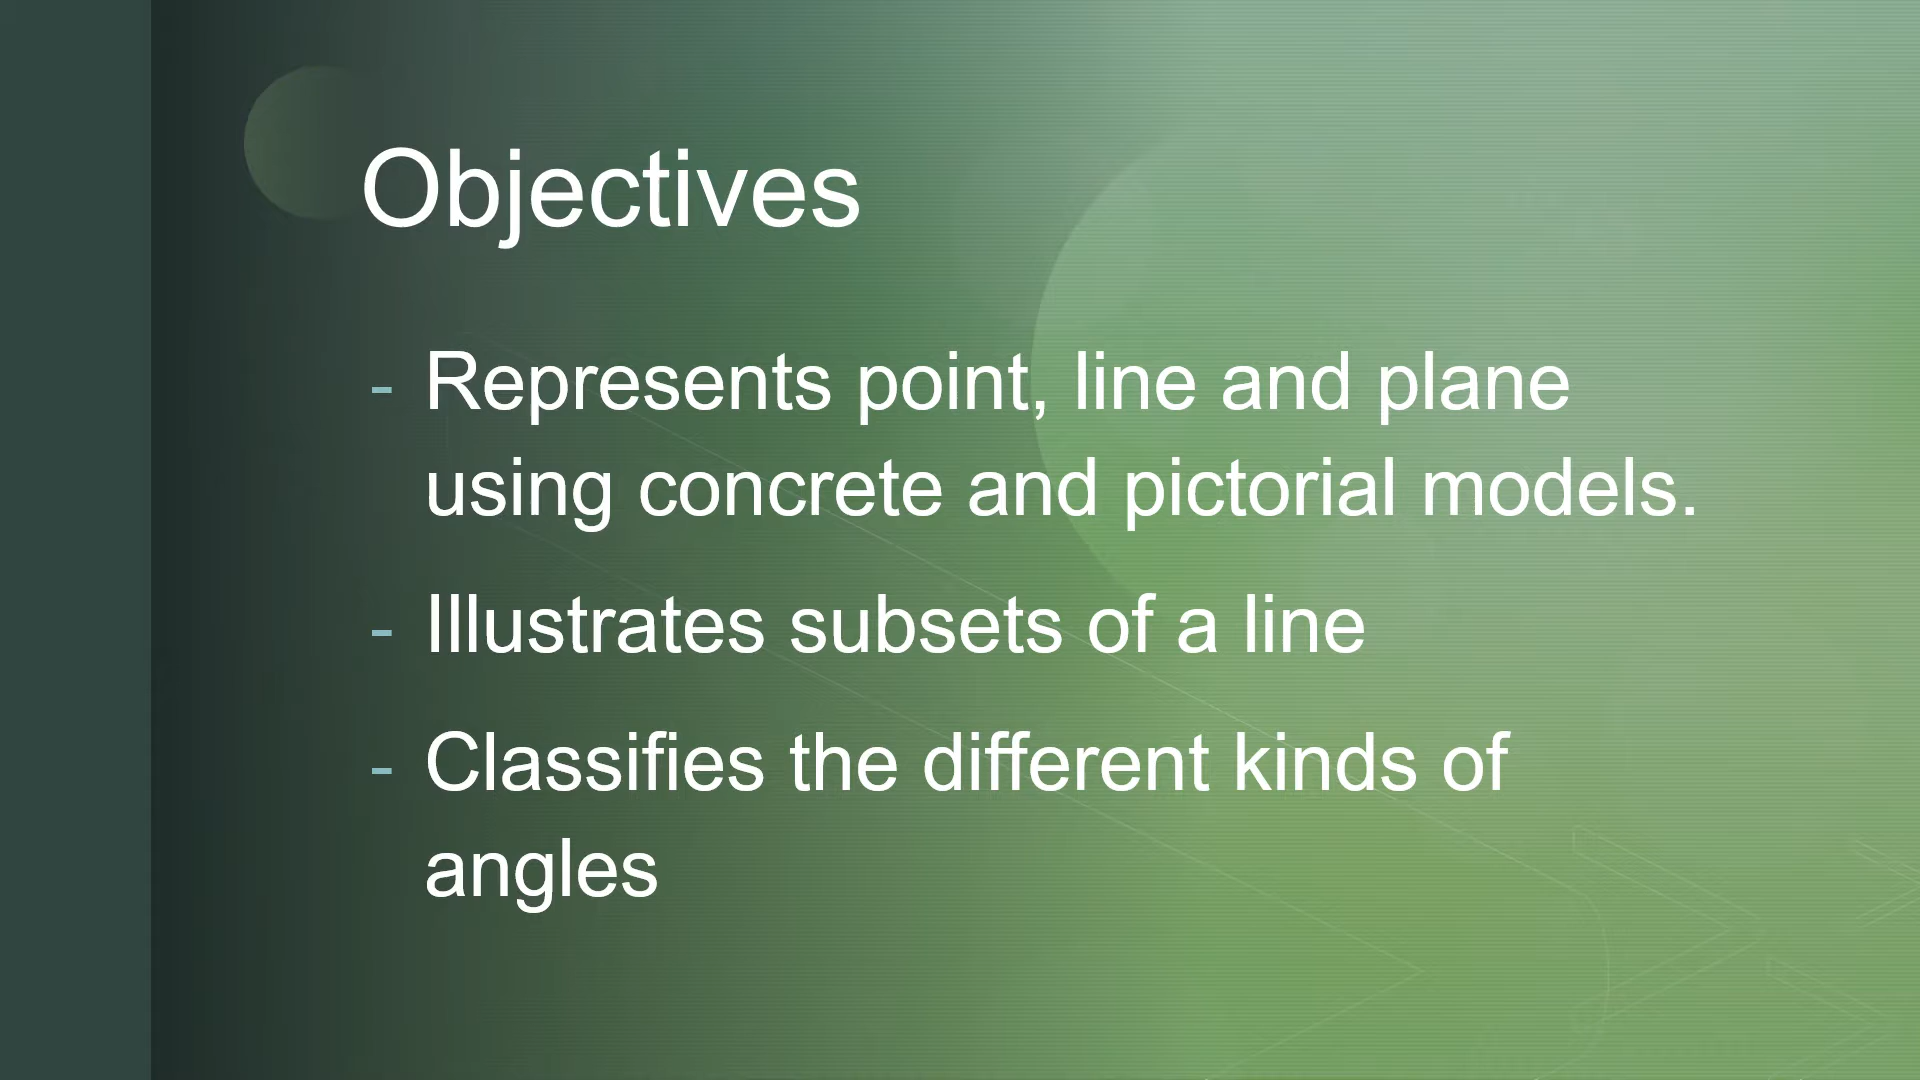 Objectives
- Represents point, line and plane
using concrete and pictorial models.
- Illustrates subsets of a line
- Classifies the different kinds of
angles